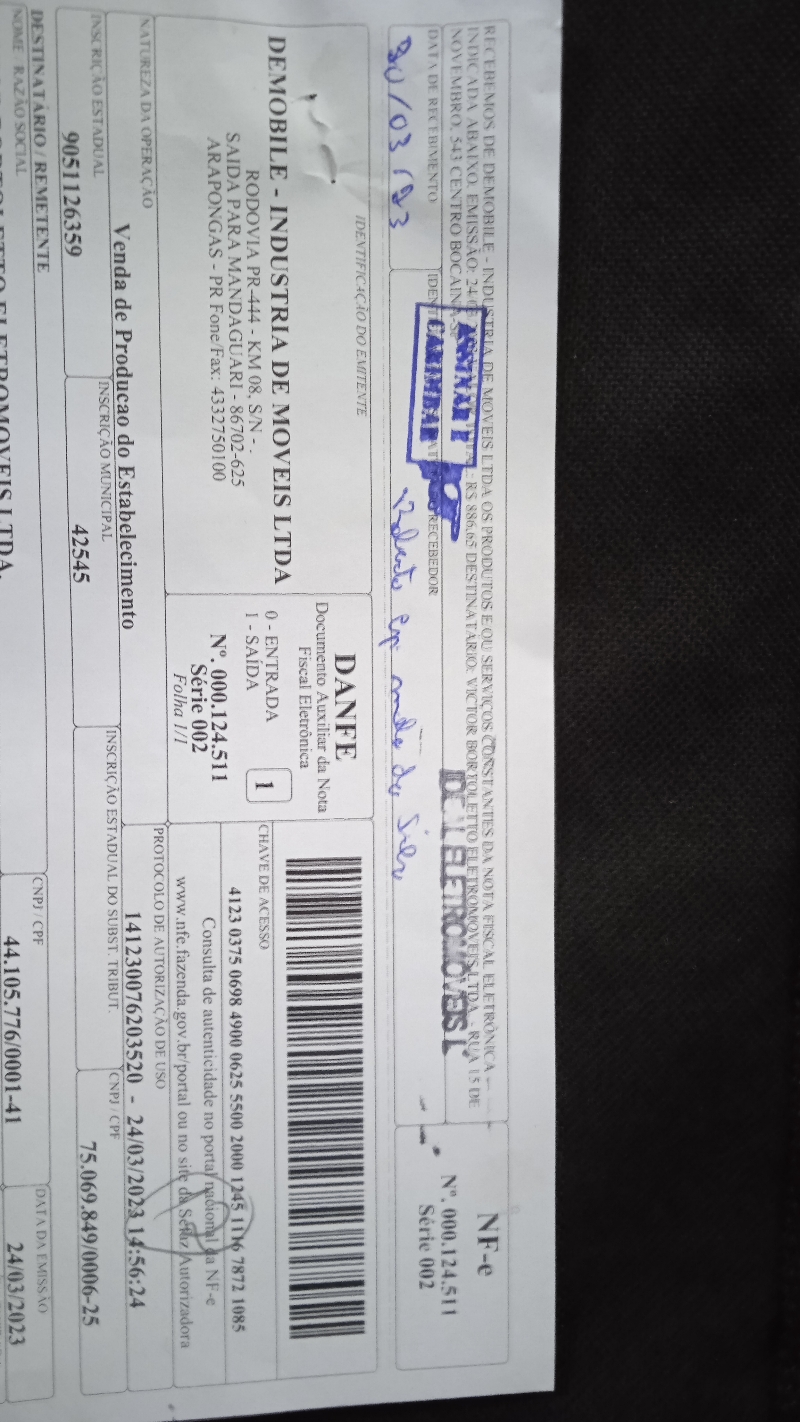 RECEBEMOS DE DEMOBILE - INDUSTRIA DE MOVEIS LTDA OS PRODUTOS E/OU SERVIÇOS CONSTANTES DA NOTA FISCAL ELETRÔNICA
INDICADA ABAIXO. EMISSÃO: 24/03 R$ 886,65 DESTINATÁRIO: VICTOR BORTOLETTO ELETROMOVEIS LTDA. - RUA 15 DE
NOVEMBRO, 543 CENTRO BOCAINA-SP
ASSINAR E
CARIMBAR
ELETROMOVEIS L
NF-e
Nº. 000.124.511
Série 002
DATA DE RECEBIMENTO
30/03/23
RECEBEDOR
Roberto da Silva
IDENTIFICAÇÃO DO EMITENTE
DEMOBILE - INDUSTRIA DE MOVEIS LTDA
RODOVIA PR-444 - KM 08, S/N - .
SAIDA PARA MANDAGUARI - 86702-625
ARAPONGAS - PR Fone/Fax: 4332750100
DANFE
Documento Auxiliar da Nota
Fiscal Eletrônica
0 - ENTRADA
1 - SAÍDA
1
Nº. 000.124.511
Série 002
Folha 1/1
CHAVE DE ACESSO
4123 0375 0698 4900 0625 5500 2000 1245 1116 7872 1085
Consulta de autenticidade no portal nacional da NF-e
www.nfe.fazenda.gov.br/portal ou no site da Sefaz Autorizadora
NATUREZA DA OPERAÇÃO
Venda de Producao do Estabelecimento
PROTOCOLO DE AUTORIZAÇÃO DE USO
141230076203520 - 24/03/2023 14:56:24
INSCRIÇÃO ESTADUAL
9051126359
INSCRIÇÃO MUNICIPAL
42545
INSCRIÇÃO ESTADUAL DO SUBST. TRIBUT.
CNPJ / CPF
75.069.849/0006-25
DESTINATÁRIO / REMETENTE
NOME / RAZÃO SOCIAL
BORTOLETTO ELETROMOVEIS LTDA.
CNPJ / CPF
44.105.776/0001-41
DATA DA EMISSÃO
24/03/2023